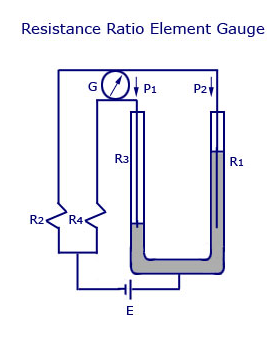 Resistance Ratio Element Gauge
G P1 P2
R3 R1
R2 R4
E